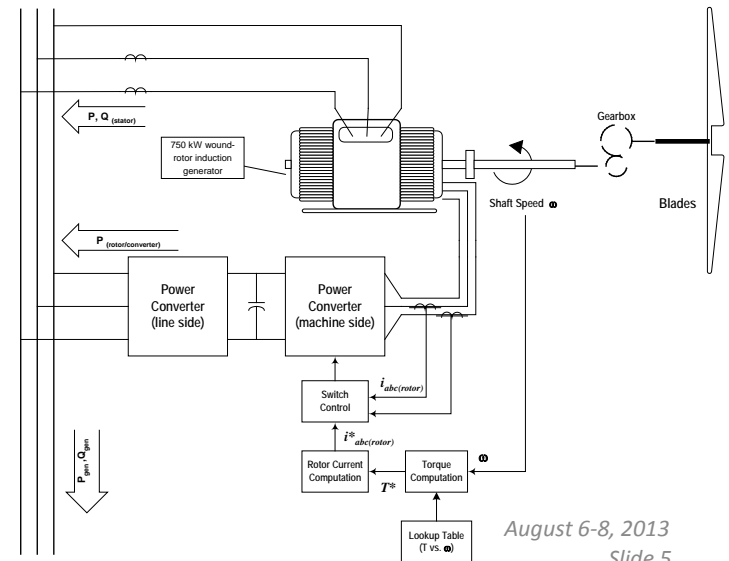 P, Q (stator)
750 kW wound-
rotor induction
generator
Gearbox
Shaft Speed ω
Blades
P (rotor/converter)
Power
Converter
(line side)
Power
Converter
(machine side)
i abc(rotor)
Switch
Control
i* abc(rotor)
P gen, Q gen
Rotor Current
Computation
T*
Torque
Computation
ω
Lookup Table
(T vs. ω)
August 6-8, 2013
Slide 5